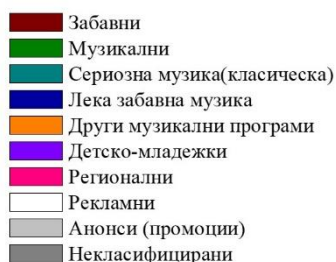 Забавни
Музикални
Сериозна музика(класическа)
Лека забавна музика
Други музикални програми
Детско-младежки
Регионални
Рекламни
Анонси (промоции)
Некласифицирани